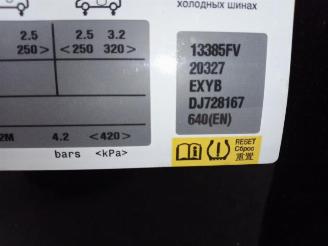 холодных шинах
2.5 2.5 3.2
250> <250 320>
13385FV
20327
EXYB
DJ728167
640(EN)
2M 4.2 <420>
bars <kPa>
RESET
Сброс
重置